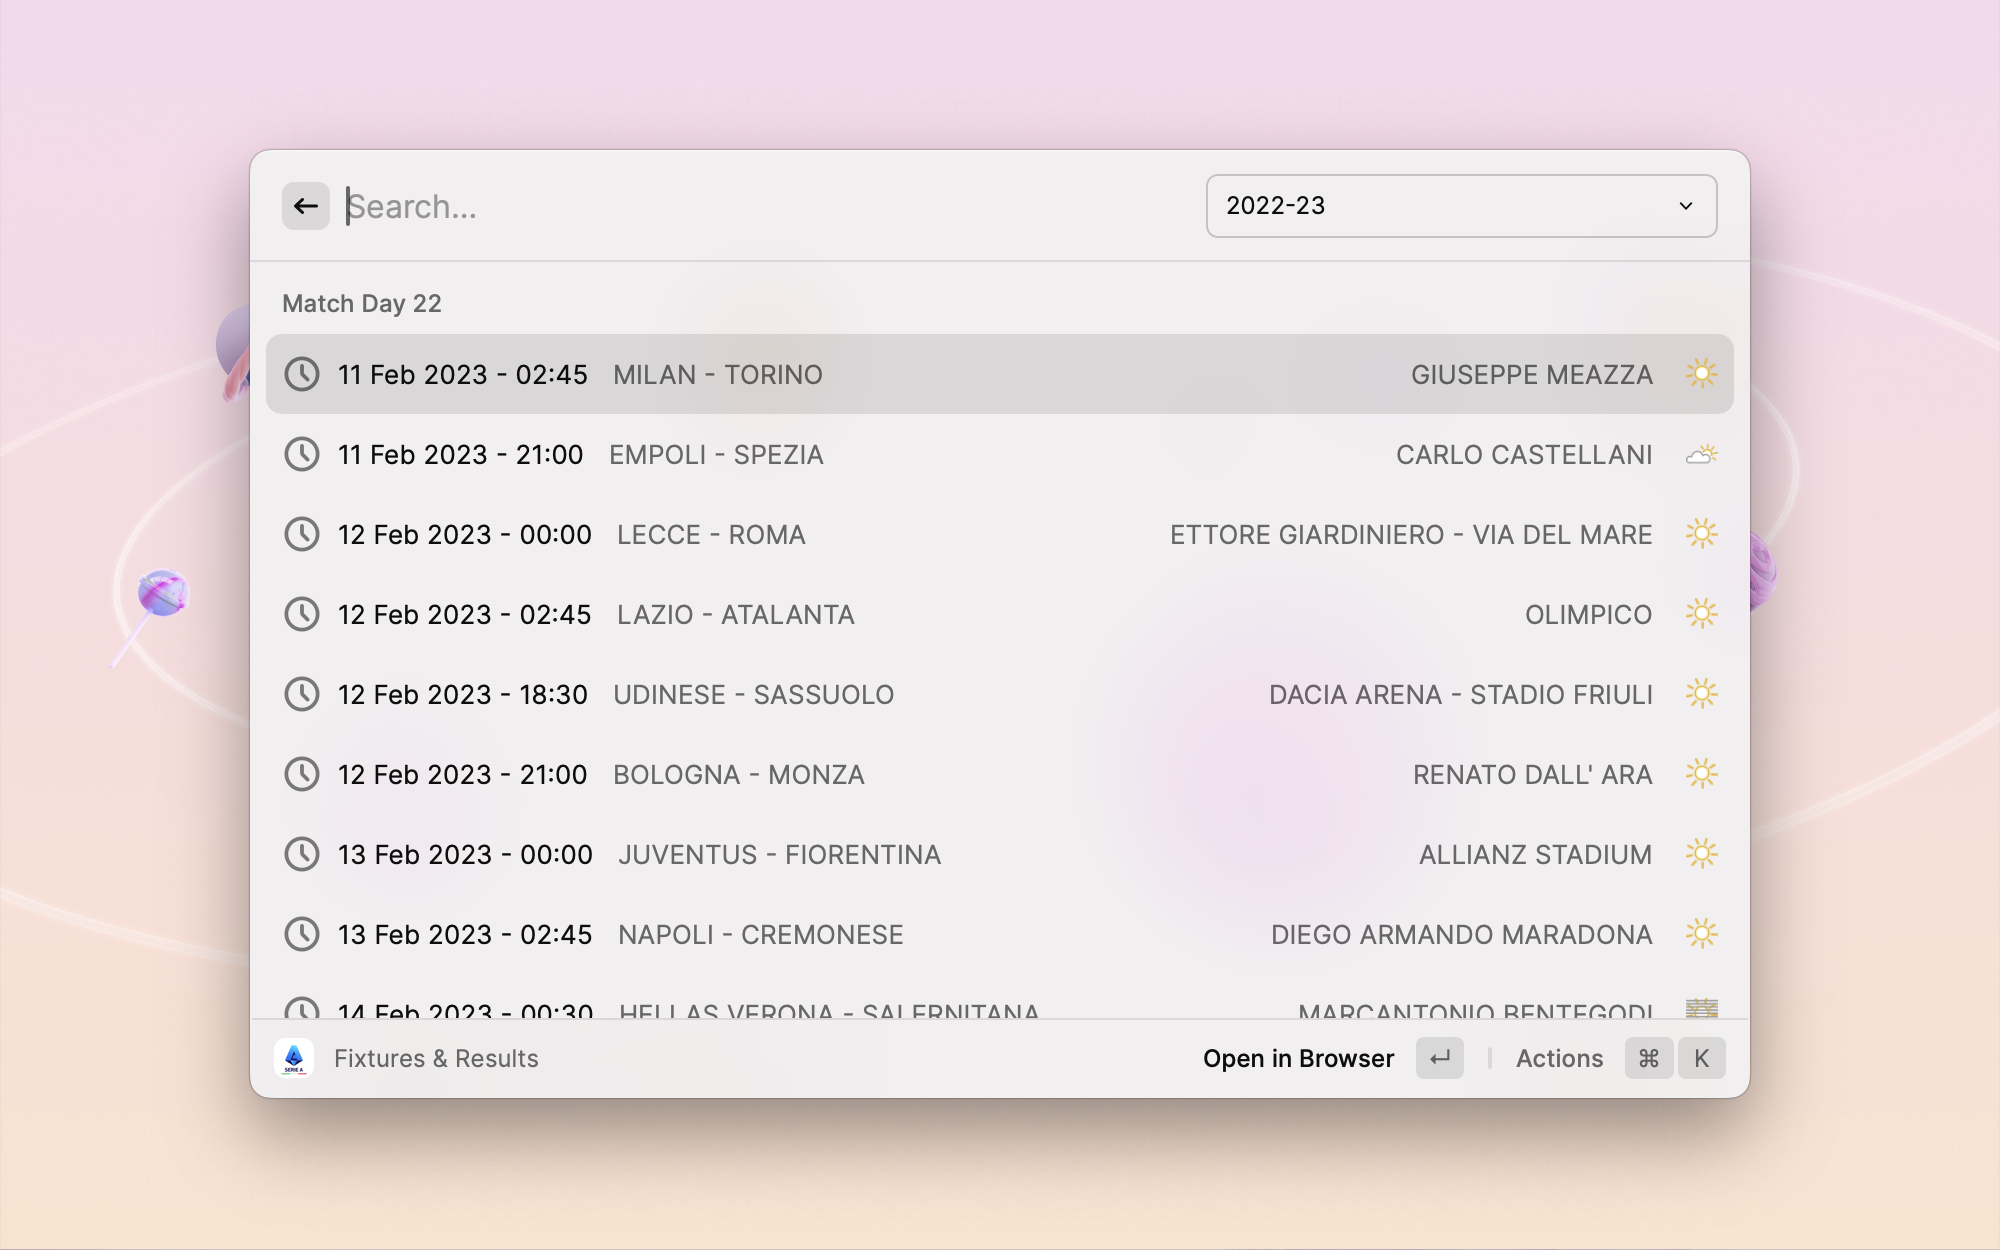 Search...
2022-23
Match Day 22
11 Feb 2023 - 02:45 MILAN - TORINO GIUSEPPE MEAZZA
11 Feb 2023 - 21:00 EMPOLI - SPEZIA CARLO CASTELLANI
12 Feb 2023 - 00:00 LECCE - ROMA ETTORE GIARDINIERO - VIA DEL MARE
12 Feb 2023 - 02:45 LAZIO - ATALANTA OLIMPICO
12 Feb 2023 - 18:30 UDINESE - SASSUOLO DACIA ARENA - STADIO FRIULI
12 Feb 2023 - 21:00 BOLOGNA - MONZA RENATO DALL' ARA
13 Feb 2023 - 00:00 JUVENTUS - FIORENTINA ALLIANZ STADIUM
13 Feb 2023 - 02:45 NAPOLI - CREMONESE DIEGO ARMANDO MARADONA
14 Feb 2023 - 00:30 HELLAS VERONA - SALERNITANA MARCANTONIO BENTEGODI
SERIE A
Fixtures & Results Open in Browser Actions ⌘ K